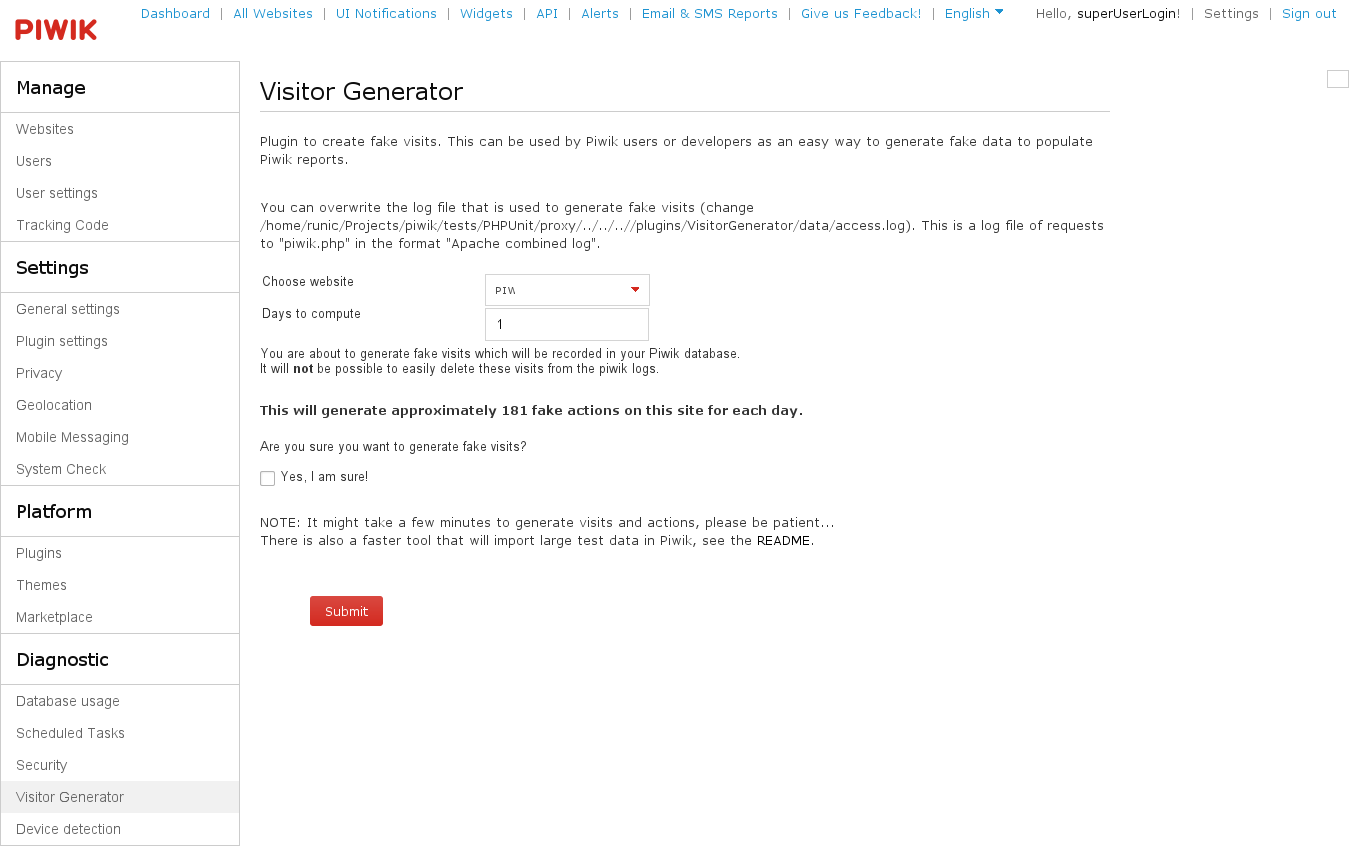 PIWIK
Dashboard | All Websites | UI Notifications | Widgets | API | Alerts | Email & SMS Reports | Give us Feedback! | English
Hello, superUserLogin! | Settings | Sign out
Manage
Websites
Users
User settings
Tracking Code
Settings
General settings
Plugin settings
Privacy
Geolocation
Mobile Messaging
System Check
Platform
Plugins
Themes
Marketplace
Diagnostic
Database usage
Scheduled Tasks
Security
Visitor Generator
Device detection
Visitor Generator
Plugin to create fake visits. This can be used by Piwik users or developers as an easy way to generate fake data to populate
Piwik reports.
You can overwrite the log file that is used to generate fake visits (change
/home/runic/Projects/piwik/tests/PHPUnit/proxy/../../..//plugins/VisitorGenerator/data/access.log). This is a log file of requests
to "piwik.php" in the format "Apache combined log".
Choose website
PIW
Days to compute
1
You are about to generate fake visits which will be recorded in your Piwik database.
It will not be possible to easily delete these visits from the piwik logs.
This will generate approximately 181 fake actions on this site for each day.
Are you sure you want to generate fake visits?
Yes, I am sure!
NOTE: It might take a few minutes to generate visits and actions, please be patient...
There is also a faster tool that will import large test data in Piwik, see the README.
Submit